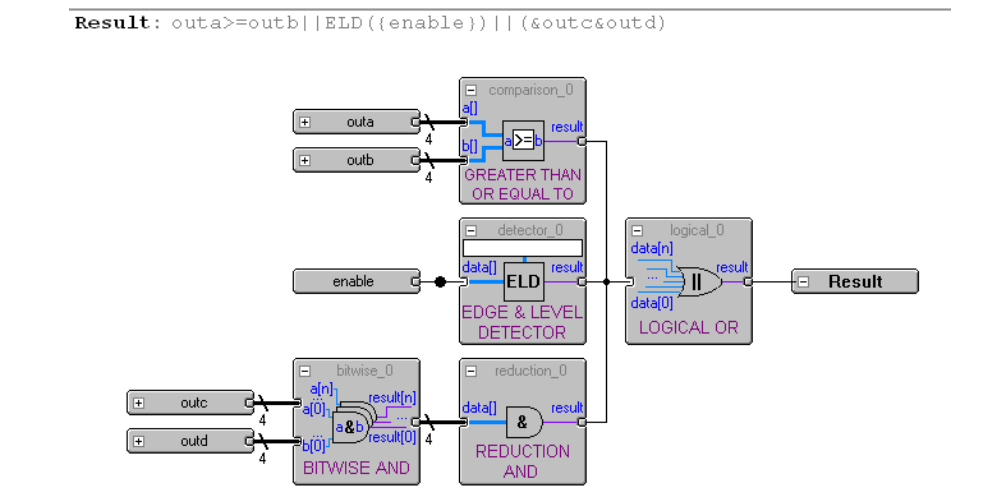 Result: outa>=outb||ELD({enable})||(&outc&outd)
comparison_0
a[]
outa
result
4
a >= b
outb
b[]
4
GREATER THAN
OR EQUAL TO
detector_0
logical_0
data[n]
data[]
result
result
enable
ELD
...
||
Result
data[0]
EDGE & LEVEL
DETECTOR
LOGICAL OR
bitwise_0
reduction_0
a[n]
result[n]
outc
...
a[0]
data[]
result
4
a&b
...
&
outd
...
b[0]
result[0]
4
4
BITWISE AND
REDUCTION
AND